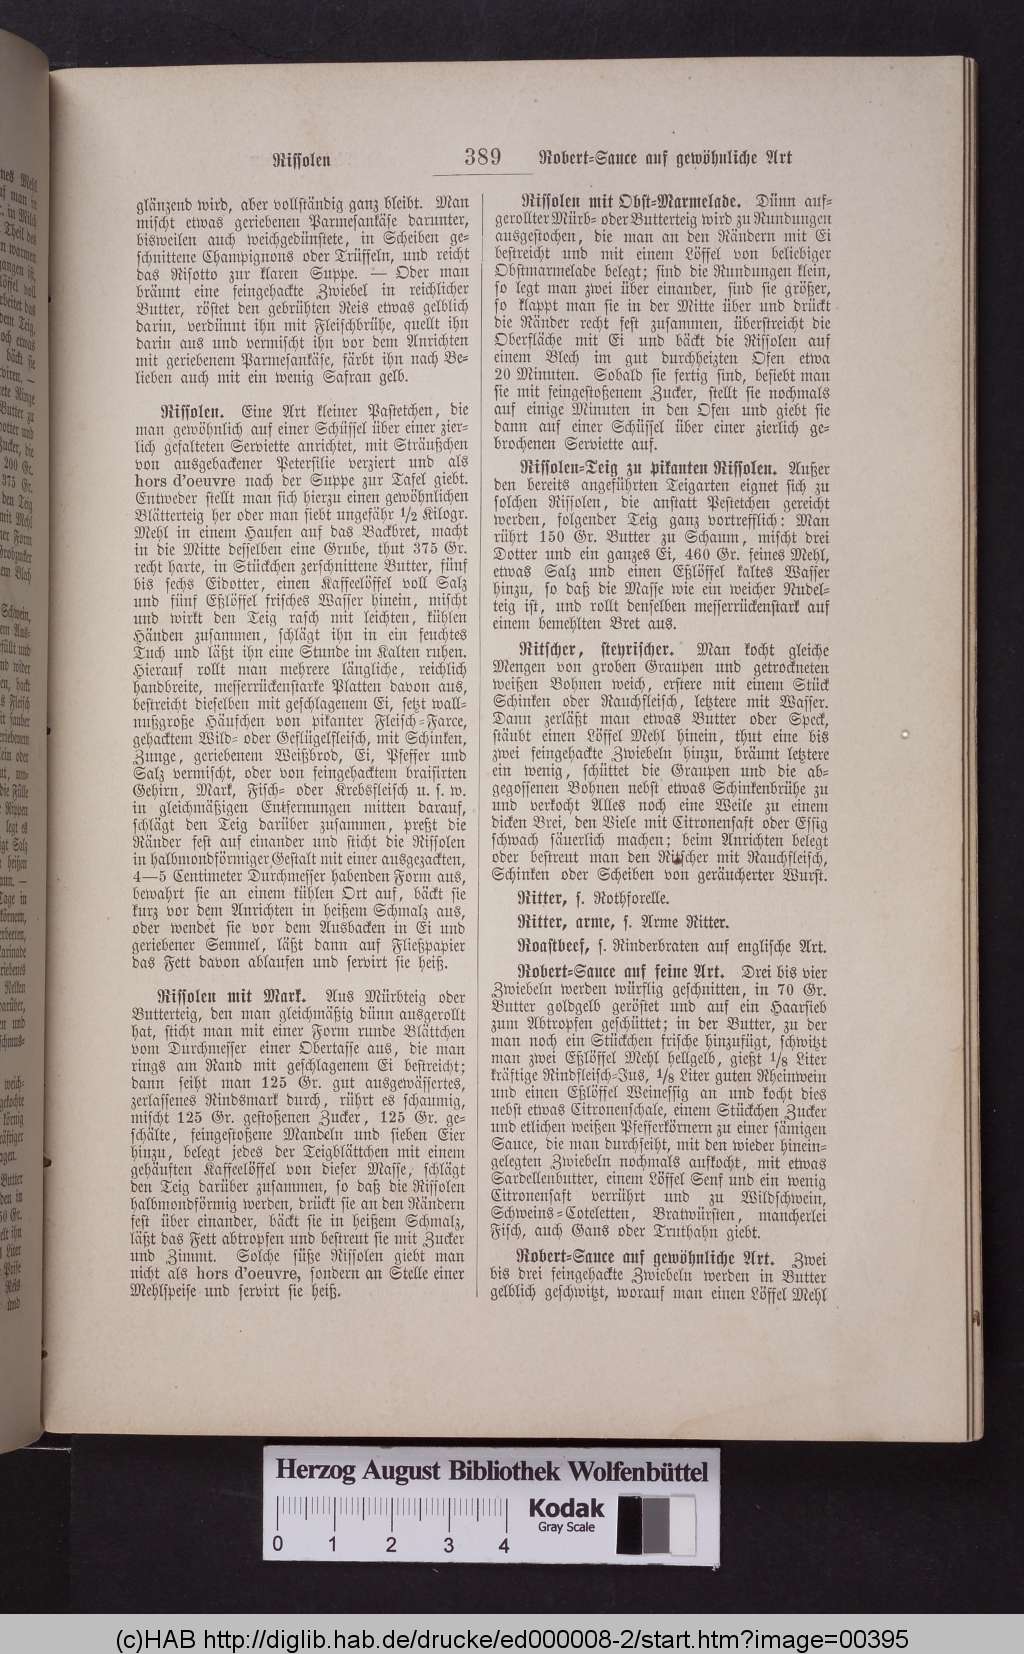 Rissolen
389
Robert-Sauce auf gewöhnliche Art
glänzend wird, aber vollständig ganz bleibt. Man
mischt etwas geriebenen Parmesankäse darunter,
bisweilen auch weichgedünstete, in Scheiben ge-
schnittene Champignons oder Trüffeln, und reicht
das Risotto zur klaren Suppe. — Oder man
bräunt eine feingehackte Zwiebel in reichlicher
Butter, röstet den gebrühten Reis etwas gelblich
darin, verdünnt ihn mit Fleischbrühe, quellt ihn
darin aus und vermischt ihn vor dem Anrichten
mit geriebenem Parmesankäse, färbt ihn nach Be-
lieben auch mit ein wenig Safran gelb.
Rissolen. Eine Art kleiner Pastetchen, die
man gewöhnlich auf einer Schüssel über einer zier-
lich gefalteten Serviette anrichtet, mit Sträußchen
von ausgebackener Petersilie verziert und als
hors d'oeuvre nach der Suppe zur Tafel giebt.
Entweder stellt man sich hierzu einen gewöhnlichen
Blätterteig her oder man siebt ungefähr 1/2 Kilogr.
Mehl in einem Haufen auf das Backbret, macht
in die Mitte desselben eine Grube, thut 375 Gr.
recht harte, in Stückchen zerschnittene Butter, fünf
bis sechs Eidotter, einen Kaffeelöffel voll Salz
und fünf Eßlöffel frisches Wasser hinein, mischt
und wirkt den Teig rasch mit leichten, kühlen
Händen zusammen, schlägt ihn in ein feuchtes
Tuch und läßt ihn eine Stunde im Kalten ruhen.
Hierauf rollt man mehrere längliche, reichlich
handbreite, messerrückenstarke Platten davon aus,
bestreicht dieselben mit geschlagenem Ei, setzt wall-
nußgroße Häufchen von pikanter Fleisch-Farce,
gehacktem Wild- oder Geflügelfleisch, mit Schinken,
Zunge, geriebenem Weißbrod, Ei, Pfeffer und
Salz vermischt, oder von feingehacktem braisirten
Gehirn, Mark, Fisch- oder Krebsfleisch u. s. w.
in gleichmäßigen Entfernungen mitten darauf,
schlägt den Teig darüber zusammen, preßt die
Ränder fest auf einander und sticht die Rissolen
in halbmondförmiger Gestalt mit einer ausgezackten,
4—5 Centimeter Durchmesser habenden Form aus,
bewahrt sie an einem kühlen Ort auf, bäckt sie
kurz vor dem Anrichten in heißem Schmalz aus,
oder wendet sie vor dem Ausbacken in Ei und
geriebener Semmel, läßt dann auf Fließpapier
das Fett davon ablaufen und servirt sie heiß.
Rissolen mit Mark. Aus Mürbteig oder
Butterteig, den man gleichmäßig dünn ausgerollt
hat, sticht man mit einer Form runde Blättchen
vom Durchmesser einer Obertasse aus, die man
rings am Rand mit geschlagenem Ei bestreicht;
dann seiht man 125 Gr. gut ausgewässertes,
zerlassenes Rindsmark durch, rührt es schaumig,
mischt 125 Gr. gestoßenen Zucker, 125 Gr. ge-
schälte, feingestoßene Mandeln und sieben Eier
hinzu, belegt jedes der Teigblättchen mit einem
gehäuften Kaffeelöffel von dieser Masse, schlägt
den Teig darüber zusammen, so daß die Rissolen
halbmondförmig werden, drückt sie an den Rändern
fest über einander, bäckt sie in heißem Schmalz,
läßt das Fett abtropfen und bestreut sie mit Zucker
und Zimmt. Solche süße Rissolen giebt man
nicht als hors d'oeuvre, sondern an Stelle einer
Mehlspeise und servirt sie heiß.
Rissolen mit Obst-Marmelade. Dünn auf-
gerollter Mürb- oder Butterteig wird zu Rundungen
ausgestochen, die man an den Rändern mit Ei
bestreicht und mit einem Löffel von beliebiger
Obstmarmelade belegt; sind die Rundungen klein,
so legt man zwei über einander, sind sie größer,
so klappt man sie in der Mitte über und drückt
die Ränder recht fest zusammen, überstreicht die
Oberfläche mit Ei und bäckt die Rissolen auf
einem Blech im gut durchheizten Ofen etwa
20 Minuten. Sobald sie fertig sind, besiebt man
sie mit feingestoßenem Zucker, stellt sie nochmals
auf einige Minuten in den Ofen und giebt sie
dann auf einer Schüssel über einer zierlich ge-
brochenen Serviette auf.
Rissolen-Teig zu pikanten Rissolen. Außer
den bereits angeführten Teigarten eignet sich zu
solchen Rissolen, die anstatt Pestetchen gereicht
werden, folgender Teig ganz vortrefflich: Man
rührt 150 Gr. Butter zu Schaum, mischt drei
Dotter und ein ganzes Ei, 460 Gr. feines Mehl,
etwas Salz und einen Eßlöffel kaltes Wasser
hinzu, so daß die Masse wie ein weicher Nudel-
teig ist, und rollt denselben messerrückenstark auf
einem bemehlten Bret aus.
Ritscher, steyrischer. Man kocht gleiche
Mengen von groben Graupen und getrockneten
weißen Bohnen weich, erstere mit einem Stück
Schinken oder Rauchfleisch, letztere mit Wasser.
Dann zerläßt man etwas Butter oder Speck,
stäubt einen Löffel Mehl hinein, thut eine bis
zwei feingehackte Zwiebeln hinzu, bräunt letztere
ein wenig, schüttet die Graupen und die ab-
gegossenen Bohnen nebst etwas Schinkenbrühe zu
und verkocht Alles noch eine Weile zu einem
dicken Brei, den Viele mit Citronensaft oder Essig
schwach säuerlich machen; beim Anrichten belegt
oder bestreut man den Ritscher mit Rauchfleisch,
Schinken oder Scheiben von geräucherter Wurst.
Ritter, s. Rothforelle.
Ritter, arme, s. Arme Ritter.
Roastbeef, s. Rinderbraten auf englische Art.
Robert-Sauce auf feine Art. Drei bis vier
Zwiebeln werden würflig geschnitten, in 70 Gr.
Butter goldgelb geröstet und auf ein Haarsieb
zum Abtropfen geschüttet; in der Butter, zu der
man noch ein Stückchen frische hinzufügt, schwitzt
man zwei Eßlöffel Mehl hellgelb, gießt 1/8 Liter
kräftige Rindfleisch-Jus, 1/8 Liter guten Rheinwein
und einen Eßlöffel Weinessig an und kocht dies
nebst etwas Citronenschale, einem Stückchen Zucker
und etlichen weißen Pfefferkörnern zu einer sämigen
Sauce, die man durchseiht, mit den wieder hinein-
gelegten Zwiebeln nochmals aufkocht, mit etwas
Sardellenbutter, einem Löffel Senf und ein wenig
Citronensaft verrührt und zu Wildschwein,
Schweins-Coteletten, Bratwürsten, mancherlei
Fisch, auch Gans oder Truthahn giebt.
Robert-Sauce auf gewöhnliche Art. Zwei
bis drei feingehackte Zwiebeln werden in Butter
gelblich geschwitzt, worauf man einen Löffel Mehl
Herzog August Bibliothek Wolfenbüttel
Kodak
Gray Scale
0 1 2 3 4
(c)HAB http://diglib.hab.de/drucke/ed000008-2/start.htm?image=00395